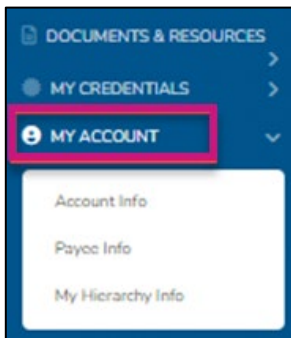 DOCUMENTS & RESOURCES
MY CREDENTIALS
MY ACCOUNT
Account Info
Payee Info
My Hierarchy Info